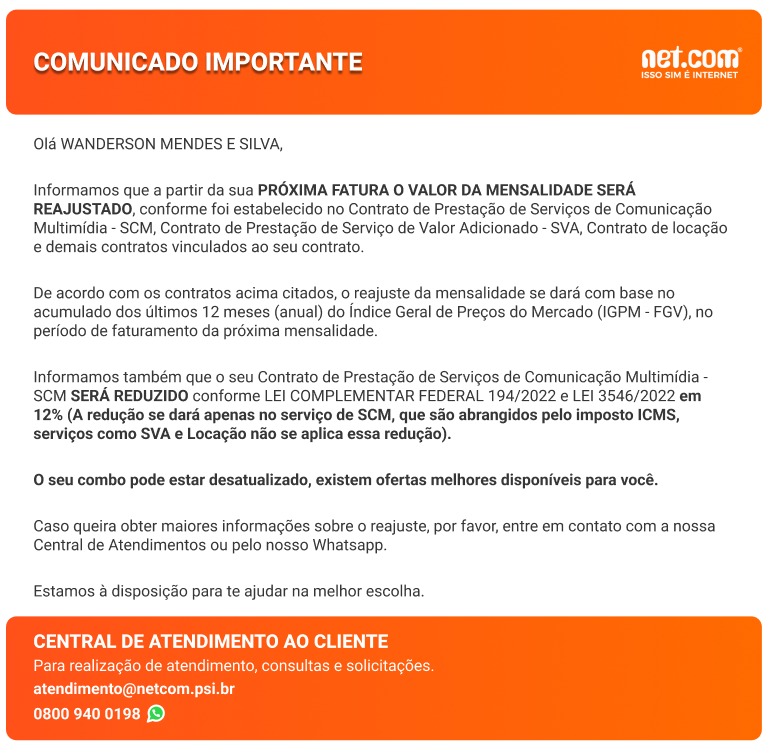 COMUNICADO IMPORTANTE
net.com®
ISSO SIM É INTERNET
Olá WANDERSON MENDES E SILVA,
Informamos que a partir da sua PRÓXIMA FATURA O VALOR DA MENSALIDADE SERÁ
REAJUSTADO, conforme foi estabelecido no Contrato de Prestação de Serviços de Comunicação
Multimídia - SCM, Contrato de Prestação de Serviço de Valor Adicionado - SVA, Contrato de locação
e demais contratos vinculados ao seu contrato.
De acordo com os contratos acima citados, o reajuste da mensalidade se dará com base no
acumulado dos últimos 12 meses (anual) do Índice Geral de Preços do Mercado (IGPM - FGV), no
período de faturamento da próxima mensalidade.
Informamos também que o seu Contrato de Prestação de Serviços de Comunicação Multimídia -
SCM SERÁ REDUZIDO conforme LEI COMPLEMENTAR FEDERAL 194/2022 e LEI 3546/2022 em
12% (A redução se dará apenas no serviço de SCM, que são abrangidos pelo imposto ICMS,
serviços como SVA e Locação não se aplica essa redução).
O seu combo pode estar desatualizado, existem ofertas melhores disponíveis para você.
Caso queira obter maiores informações sobre o reajuste, por favor, entre em contato com a nossa
Central de Atendimentos ou pelo nosso Whatsapp.
Estamos à disposição para te ajudar na melhor escolha.
CENTRAL DE ATENDIMENTO AO CLIENTE
Para realização de atendimento, consultas e solicitações.
atendimento@netcom.psi.br
0800 940 0198